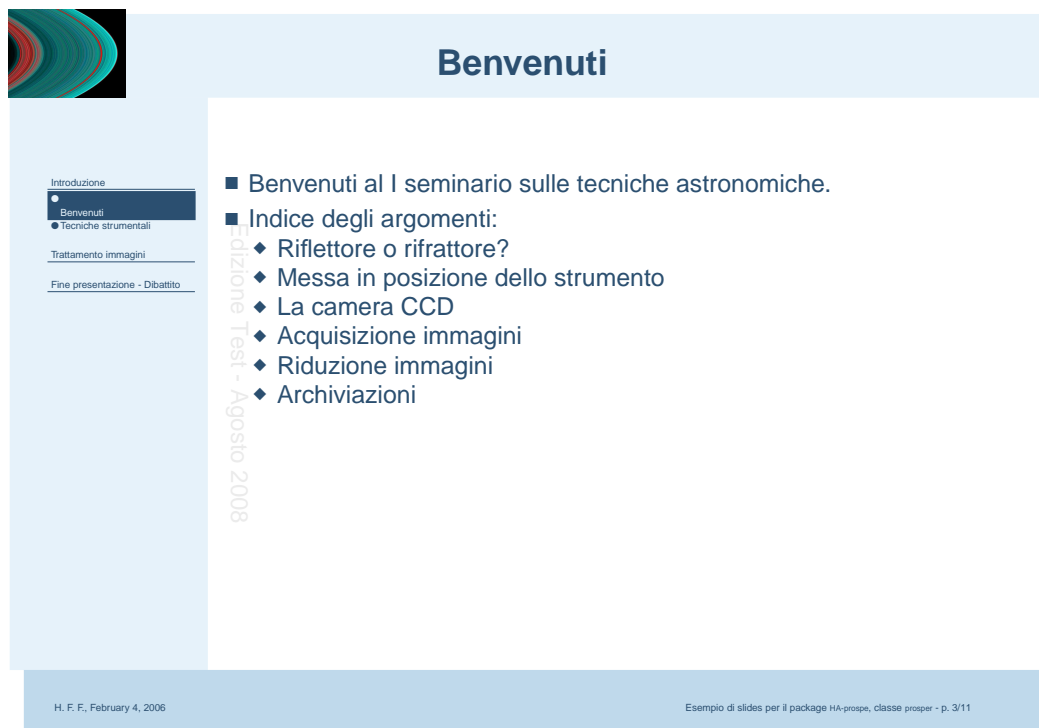 Benvenuti
Introduzione
Benvenuti
Tecniche strumentali
Trattamento immagini
Fine presentazione - Dibattito
Benvenuti al I seminario sulle tecniche astronomiche.
Indice degli argomenti:
Riflettore o rifrattore?
Messa in posizione dello strumento
La camera CCD
Acquisizione immagini
Riduzione immagini
Archiviazioni
Edizione Test - Agosto 2008
H. F. F., February 4, 2006
Esempio di slides per il package HA-prospe, classe prosper - p. 3/11